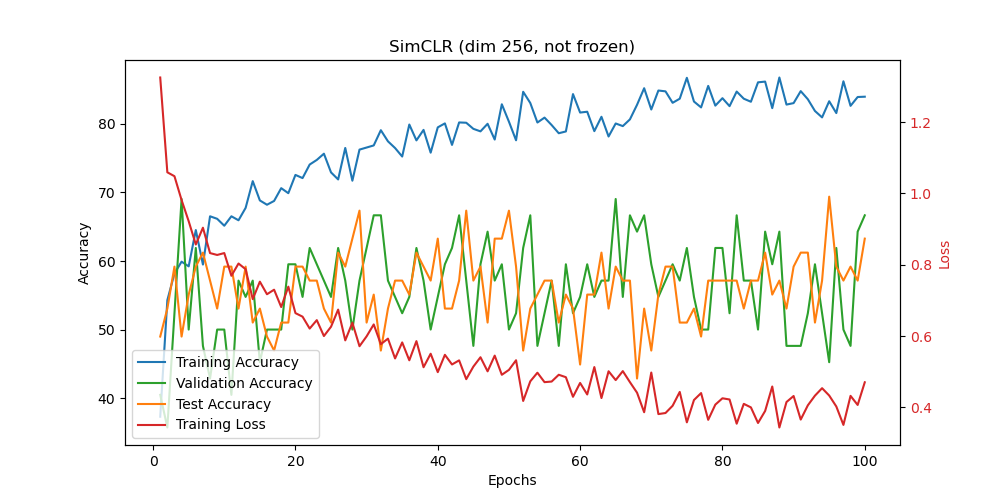 SimCLR (dim 256, not frozen)
80
70
60
50
40
Accuracy
1.2
1.0
0.8
0.6
0.4
Loss
Training Accuracy
Validation Accuracy
Test Accuracy
Training Loss
0
20
40
60
80
100
Epochs